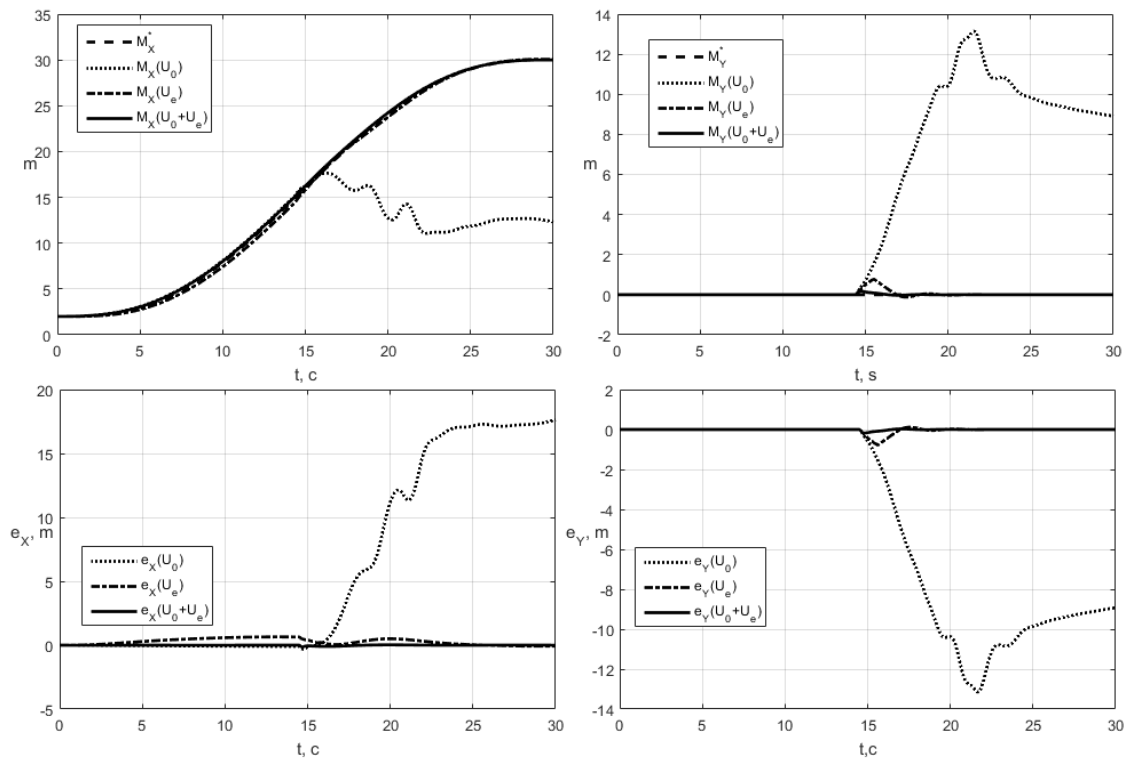 35
30
25
20
15
10
5
0
m
M*X
MX(U0)
MX(Ue)
MX(U0+Ue)
0 5 10 15 20 25 30
t, c
14
12
10
8
6
4
2
0
-2
m
M*Y
MY(U0)
MY(Ue)
MY(U0+Ue)
0 5 10 15 20 25 30
t, s
20
15
10
5
0
-5
eX, m
eX(U0)
eX(Ue)
eX(U0+Ue)
0 5 10 15 20 25 30
t, c
2
0
-2
-4
-6
-8
-10
-12
-14
eY, m
eY(U0)
eY(Ue)
eY(U0+Ue)
0 5 10 15 20 25 30
t,c